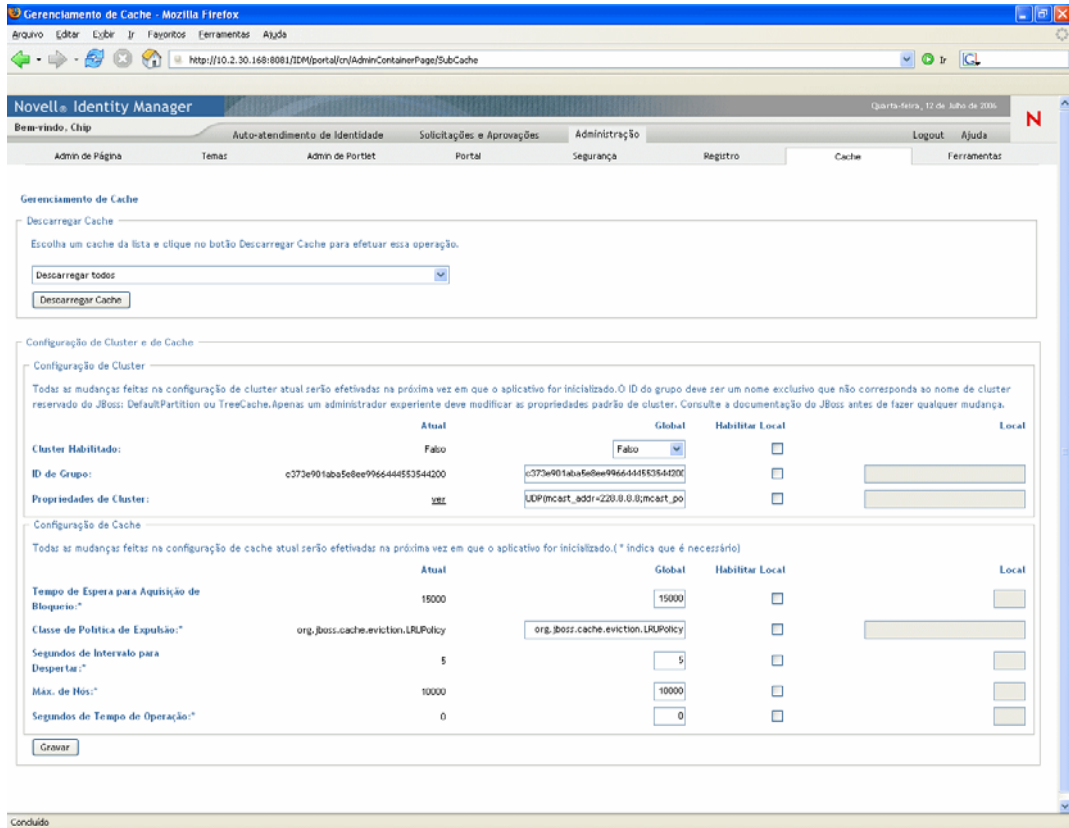 Gerenciamento de Cache - Mozilla Firefox
Arquivo Editar Exibir Ir Favoritos Ferramentas Ajuda
http://10.2.30.168:8081/IDM/portal/cn/AdminContainerPage/SubCache Ir
Novell® Identity Manager Quarta-feira, 12 de Julho de 2006
N
Bem-vindo, Chip Auto-atendimento de Identidade Solicitações e Aprovações Administração Logout Ajuda
Admin de Página Temas Admin de Portlet Portal Segurança Registro Cache Ferramentas
Gerenciamento de Cache
Descarregar Cache
Escolha um cache da lista e clique no botão Descarregar Cache para efetuar essa operação.
Descarregar todos
Descarregar Cache
Configuração de Cluster e de Cache
Configuração de Cluster
Todas as mudanças feitas na configuração de cluster atual serão efetivadas na próxima vez em que o aplicativo for inicializado.O ID do grupo deve ser um nome exclusivo que não corresponda ao nome de cluster
reservado do JBoss: DefaultPartition ou TreeCache.Apenas um administrador experiente deve modificar as propriedades padrão de cluster. Consulte a documentação do JBoss antes de fazer qualquer mudança.
Atual Global Habilitar Local Local
Cluster Habilitado: Falso Falso
ID de Grupo: c373e901aba5e8ee9966444553544200 c373e901aba5e8ee9966444553544200
Propriedades de Cluster: ver UDP(mcast_addr=228.8.8.8;mcast_po
Configuração de Cache
Todas as mudanças feitas na configuração de cache atual serão efetivadas na próxima vez em que o aplicativo for inicializado.( * indica que é necessário)
Atual Global Habilitar Local Local
Tempo de Espera para Aquisição de
Bloqueio:* 15000 15000
Classe de Política de Expulsão:* org.jboss.cache.eviction.LRUPolicy org.jboss.cache.eviction.LRUPolicy
Segundos de Intervalo para
Despertar:* 5 5
Máx. de Nós:* 10000 10000
Segundos de Tempo de Operação:* 0 0
Gravar
Concluído